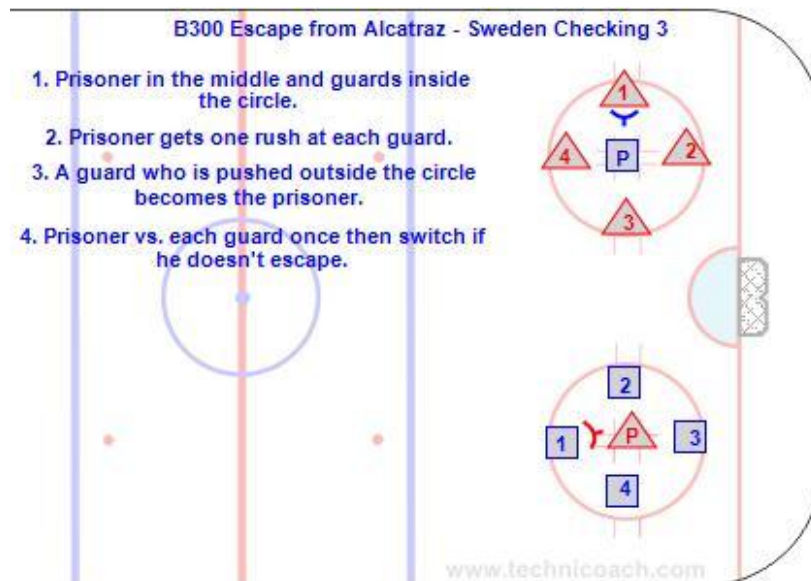 B300 Escape from Alcatraz - Sweden Checking 3
1. Prisoner in the middle and guards inside
the circle.
2. Prisoner gets one rush at each guard.
3. A guard who is pushed outside the circle
becomes the prisoner.
4. Prisoner vs. each guard once then switch if
he doesn't escape.
1
4 P 2
3
2
1 P 3
4
www.technicoach.com